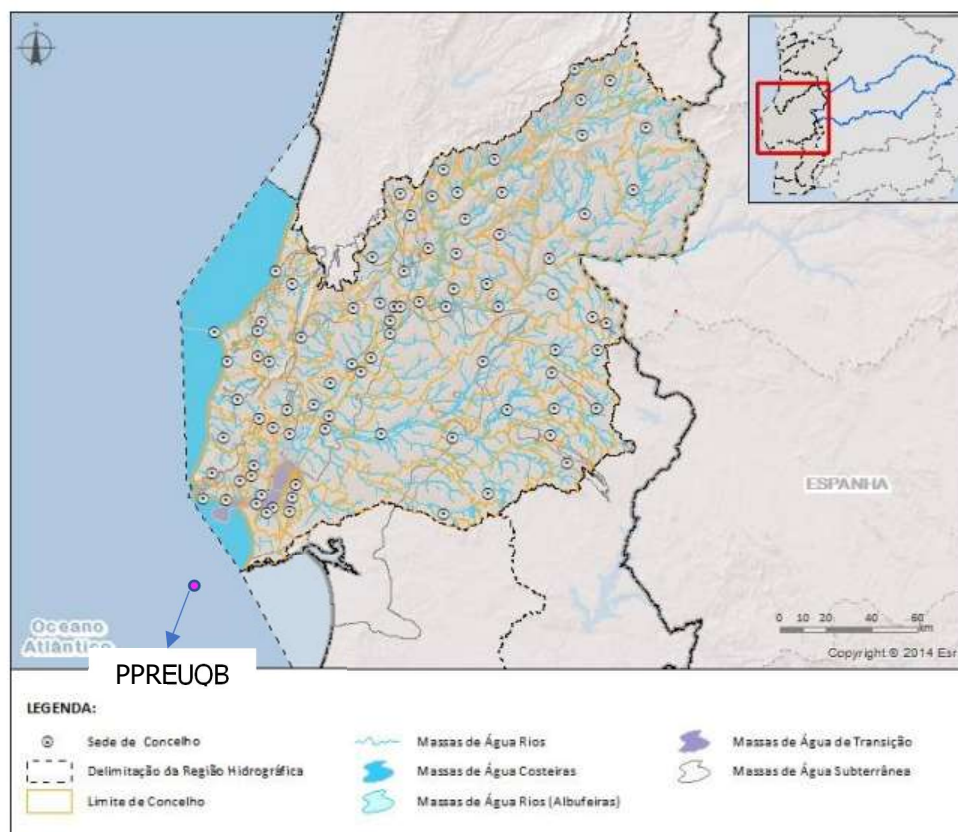 ESPANHA
Oceano
Atlântico
PPREUQB
0 10 20 40 60
km
Copyright © 2014 Esr
LEGENDA:
Sede de Concelho
Delimitação da Região Hidrográfica
Limite de Concelho
Massas de Água Rios
Massas de Água Costeiras
Massas de Água Rios (Albufeiras)
Massas de Água de Transição
Massas de Água Subterrânea